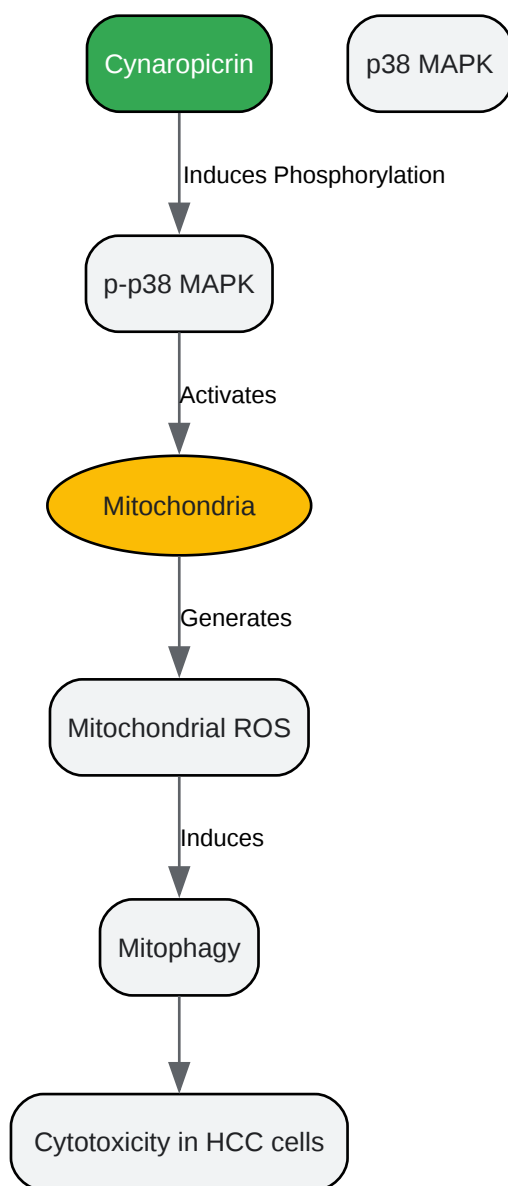 Cynaropicrin
p38 MAPK
Induces Phosphorylation
p-p38 MAPK
Activates
Mitochondria
Generates
Mitochondrial ROS
Induces
Mitophagy
Cytotoxicity in HCC cells